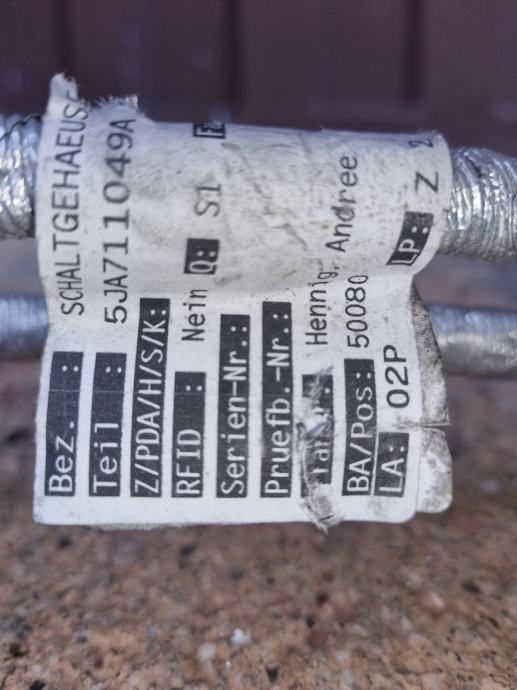 Bez. : SCHALTGEHAEUSE
Teil : 5JA711049A
Z/PDA/H/S/K:
RFID : Nein Q: S1
Serien-Nr.:
Pruefb.-Nr.:
Hennig, Andree
BA/Pos: 50080
LA: 02P LP: Z